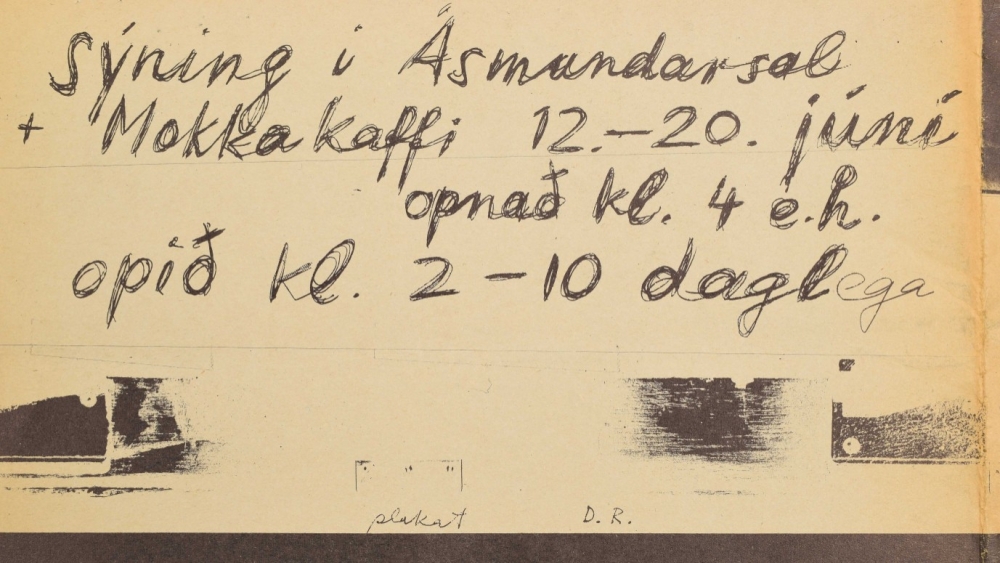 Sýning i Ásmundarsal
+ Mokkakaffi 12.–20. júní
opnað kl. 4 e.h.
opið kl. 2–10 daglega
plakat D. R.